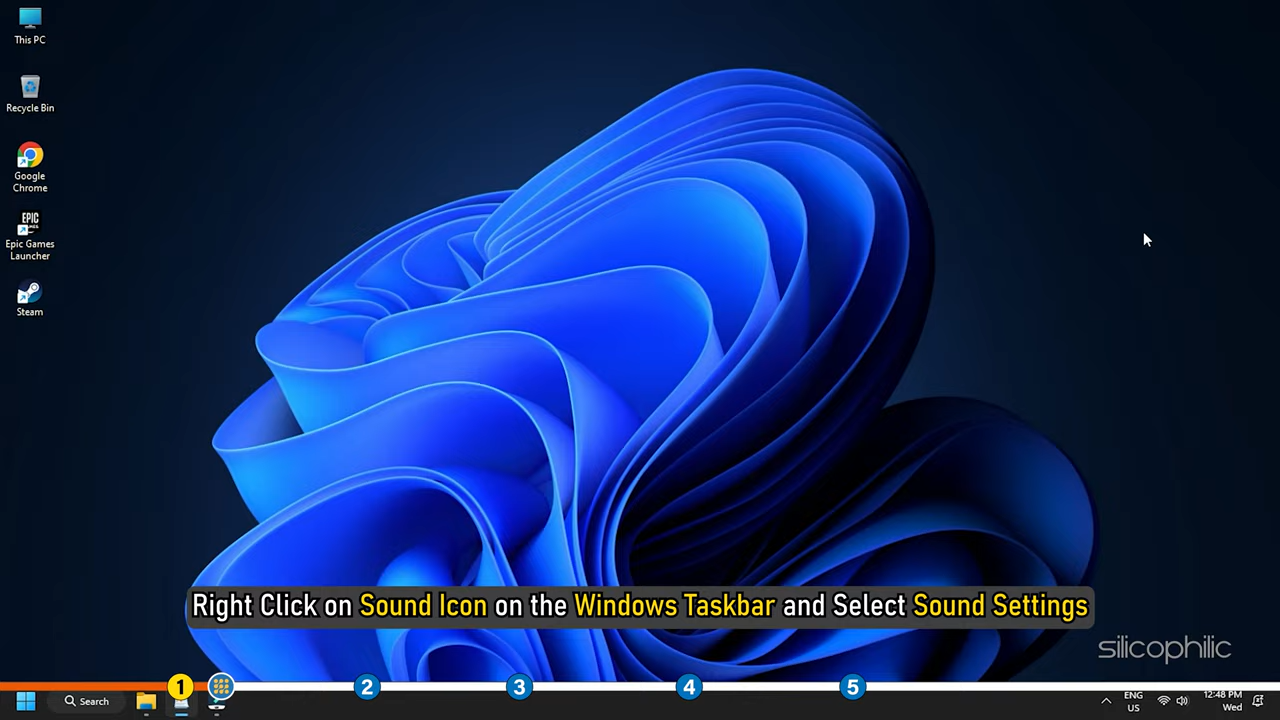 This PC
Recycle Bin
Google
Chrome
EPIC
GAMES
Epic Games
Launcher
Steam
Right Click on Sound Icon on the Windows Taskbar and Select Sound Settings
silicophilic
1
2
3
4
5
Search
ENG
US
12:48 PM
Wed